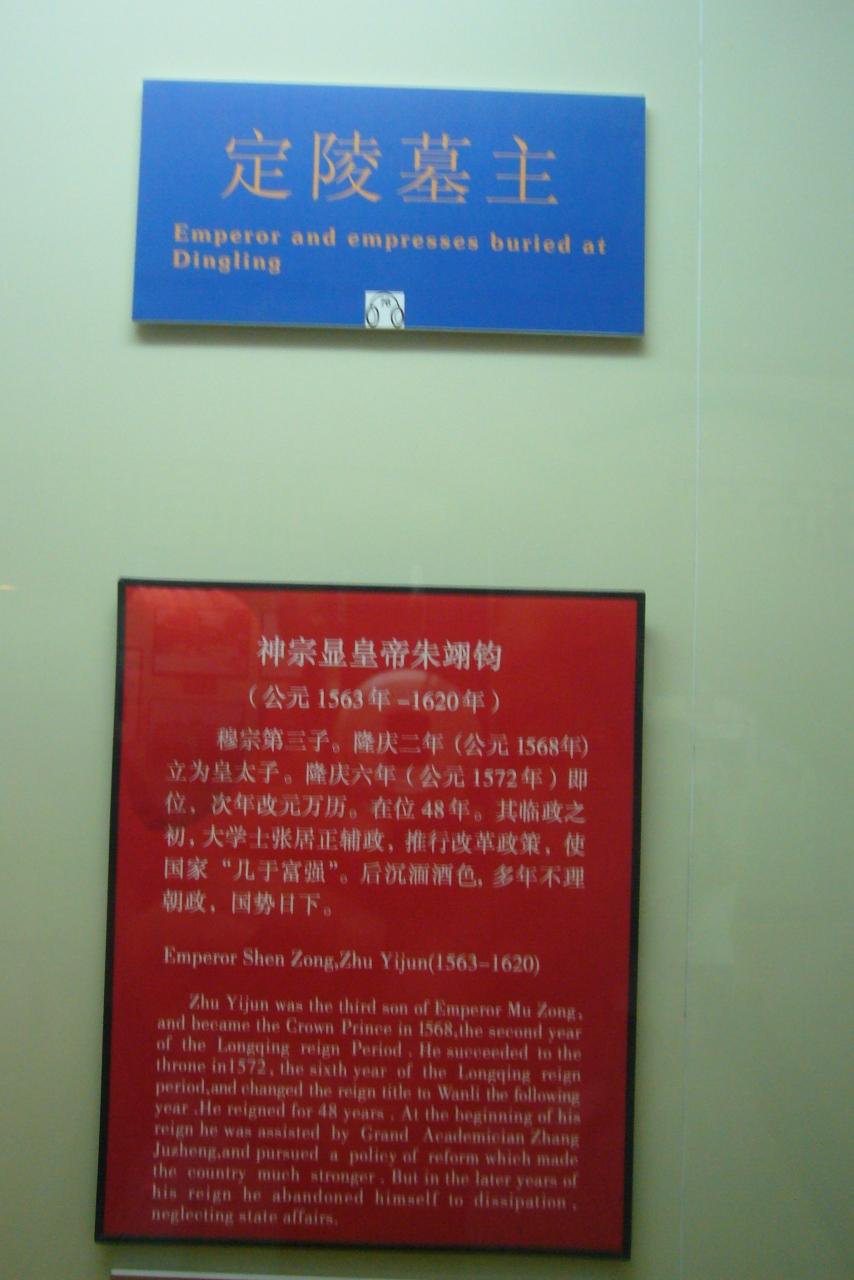 定陵墓主
Emperor and empresses buried at
Dingling
78
神宗显皇帝朱翊钧
（公元 1563 年 –1620 年）
穆宗第三子。隆庆二年（公元 1568年）
立为皇太子。隆庆六年（公元 1572 年）即
位，次年改元万历。在位 48 年。其临政之
初，大学士张居正辅政，推行改革政策，使
国家“几于富强”。后沉湎酒色，多年不理
朝政，国势日下。
Emperor Shen Zong,Zhu Yijun(1563–1620)
Zhu Yijun was the third son of Emperor Mu Zong,
and became the Crown Prince in 1568,the second year
of the Longqing reign Period . He succeeded to the
throne in1572 , the sixth year of the Longqing reign
period,and changed the reign title to Wanli the following
year .He reigned for 48 years . At the beginning of his
reign he was assisted by Grand Academician Zhang
Juzheng,and pursued a policy of reform which made
the country much stronger . But in the later years of
his reign he abandoned himself to dissipation ,
neglecting state affairs.